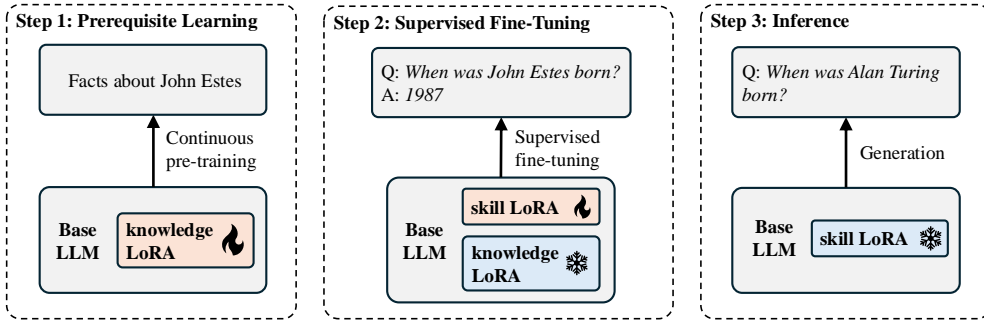 Step 1: Prerequisite Learning
Facts about John Estes
Continuous
pre-training
Base
LLM
knowledge
LoRA
Step 2: Supervised Fine-Tuning
Q: When was John Estes born?
A: 1987
Supervised
fine-tuning
Base
LLM
skill LoRA
knowledge
LoRA
Step 3: Inference
Q: When was Alan Turing
born?
Generation
Base
LLM
skill LoRA